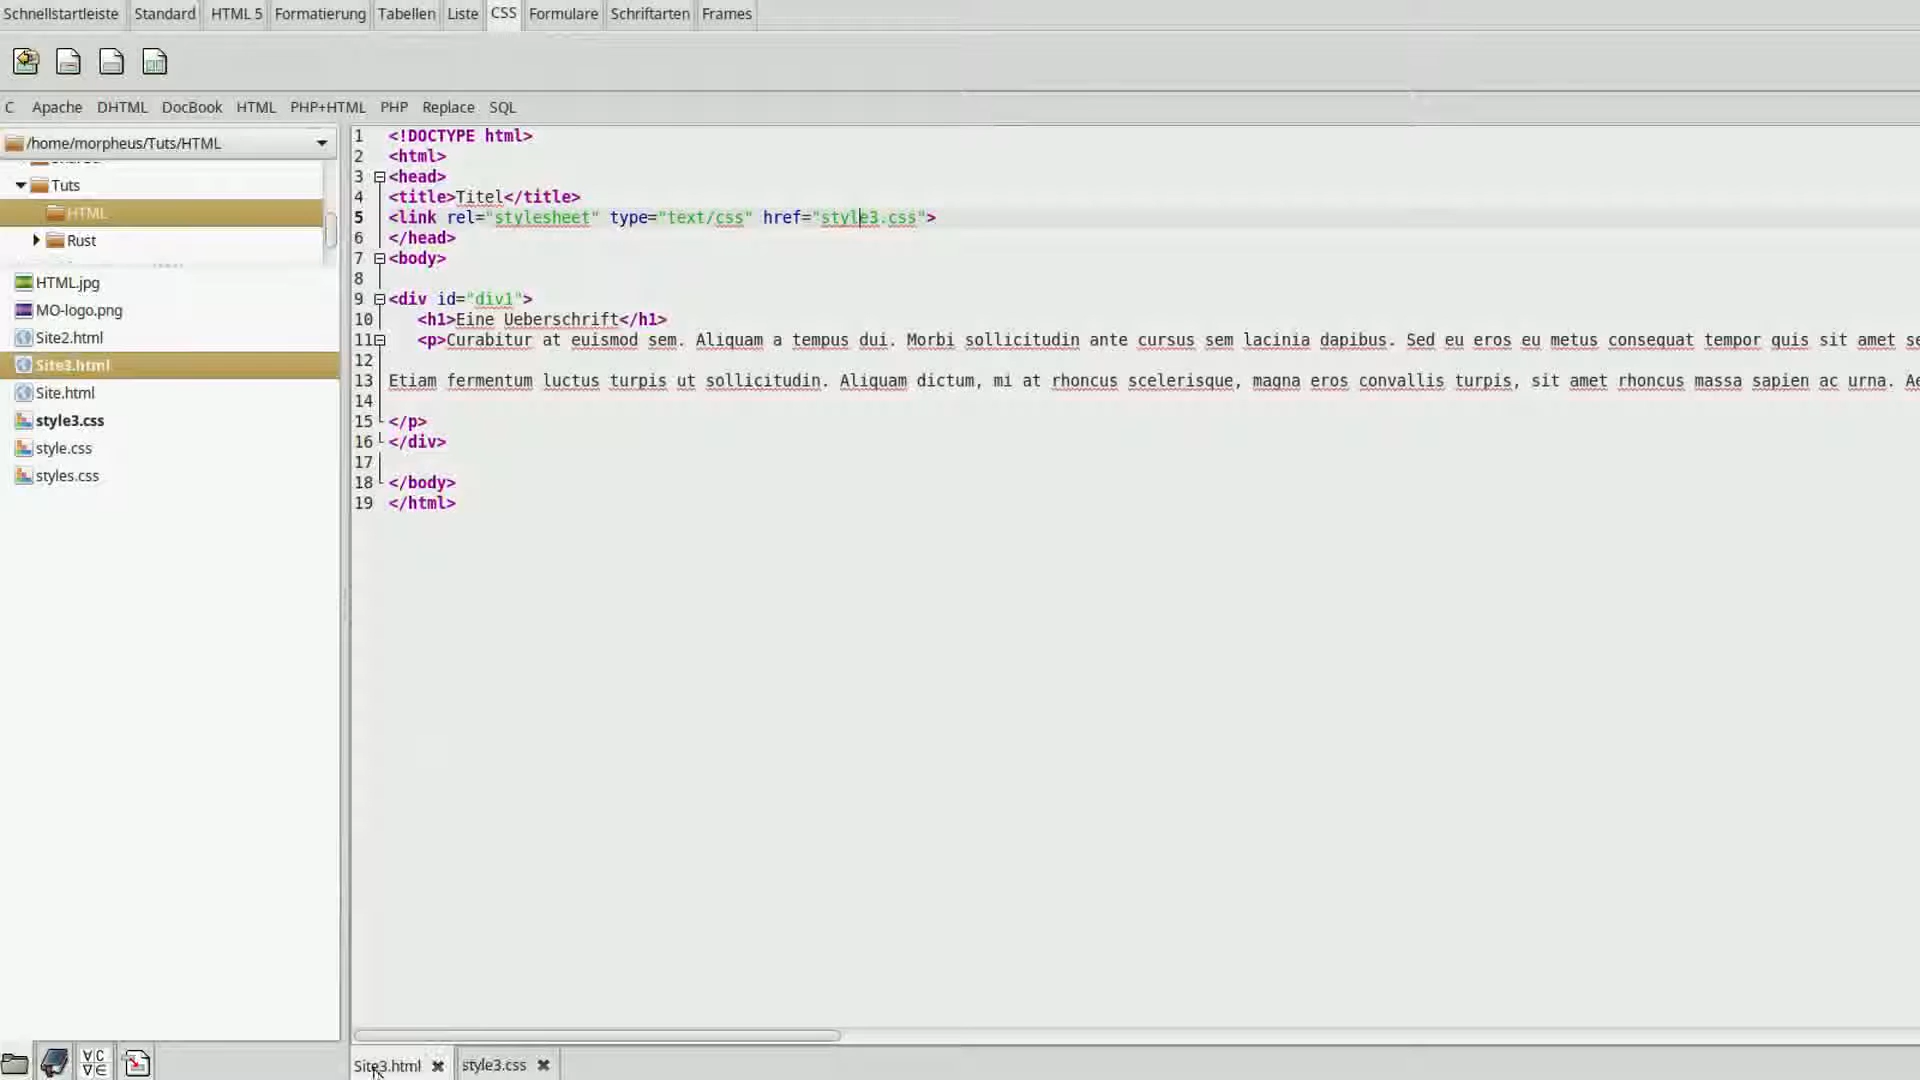 Schnellstartleiste Standard HTML 5 Formatierung Tabellen Liste CSS Formulare Schriftarten Frames
C Apache DHTML DocBook HTML PHP+HTML PHP Replace SQL
/home/morpheus/Tuts/HTML
Tuts
HTML
Rust
HTML.jpg
MO-logo.png
Site2.html
Site3.html
Site.html
style3.css
style.css
styles.css
1 <!DOCTYPE html>
2 <html>
3 <head>
4 <title>Titel</title>
5 <link rel="stylesheet" type="text/css" href="style3.css">
6 </head>
7 <body>
8
9 <div id="div1">
10 <h1>Eine Ueberschrift</h1>
11 <p>Curabitur at euismod sem. Aliquam a tempus dui. Morbi sollicitudin ante cursus sem lacinia dapibus. Sed eu eros eu metus consequat tempor quis sit amet se
12
13 Etiam fermentum luctus turpis ut sollicitudin. Aliquam dictum, mi at rhoncus scelerisque, magna eros convallis turpis, sit amet rhoncus massa sapien ac urna. Ae
14
15 </p>
16 </div>
17
18 </body>
19 </html>
Site3.html style3.css